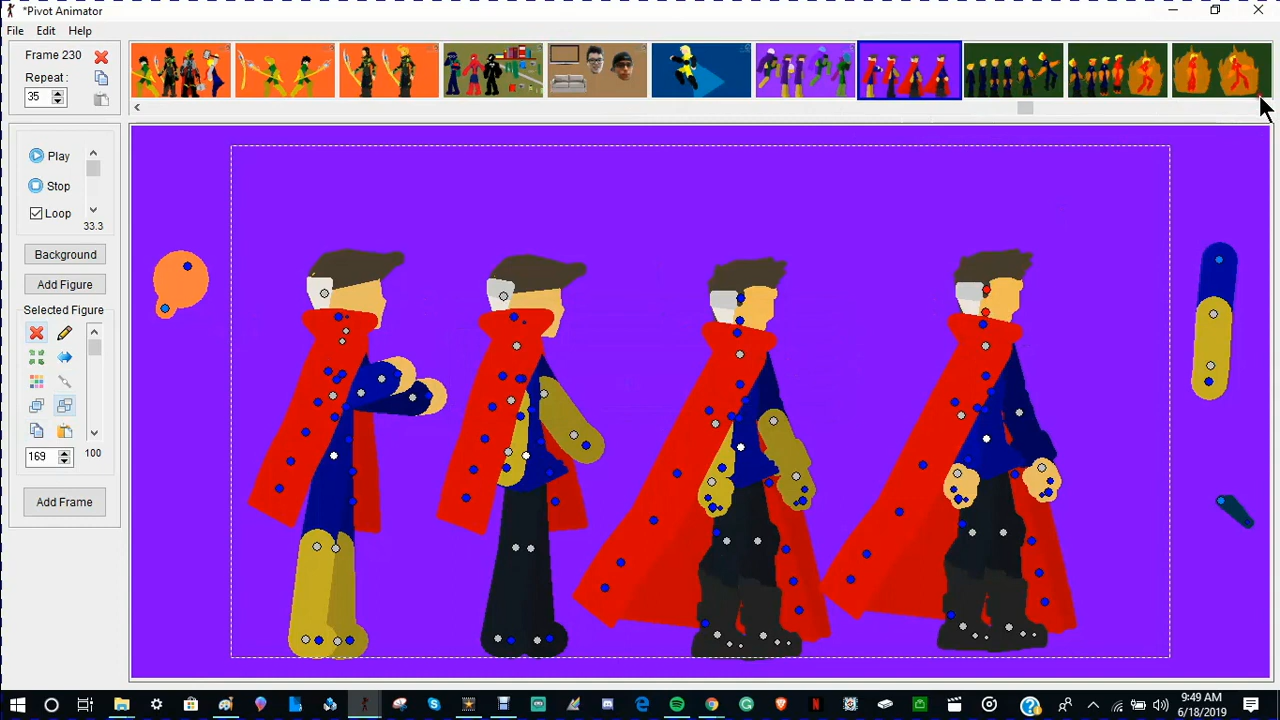 *Pivot Animator
File Edit Help
Frame 230
Repeat :
35
Play
Stop
Loop
33.3
Background
Add Figure
Selected Figure
169
100
Add Frame
9:49 AM
6/18/2019